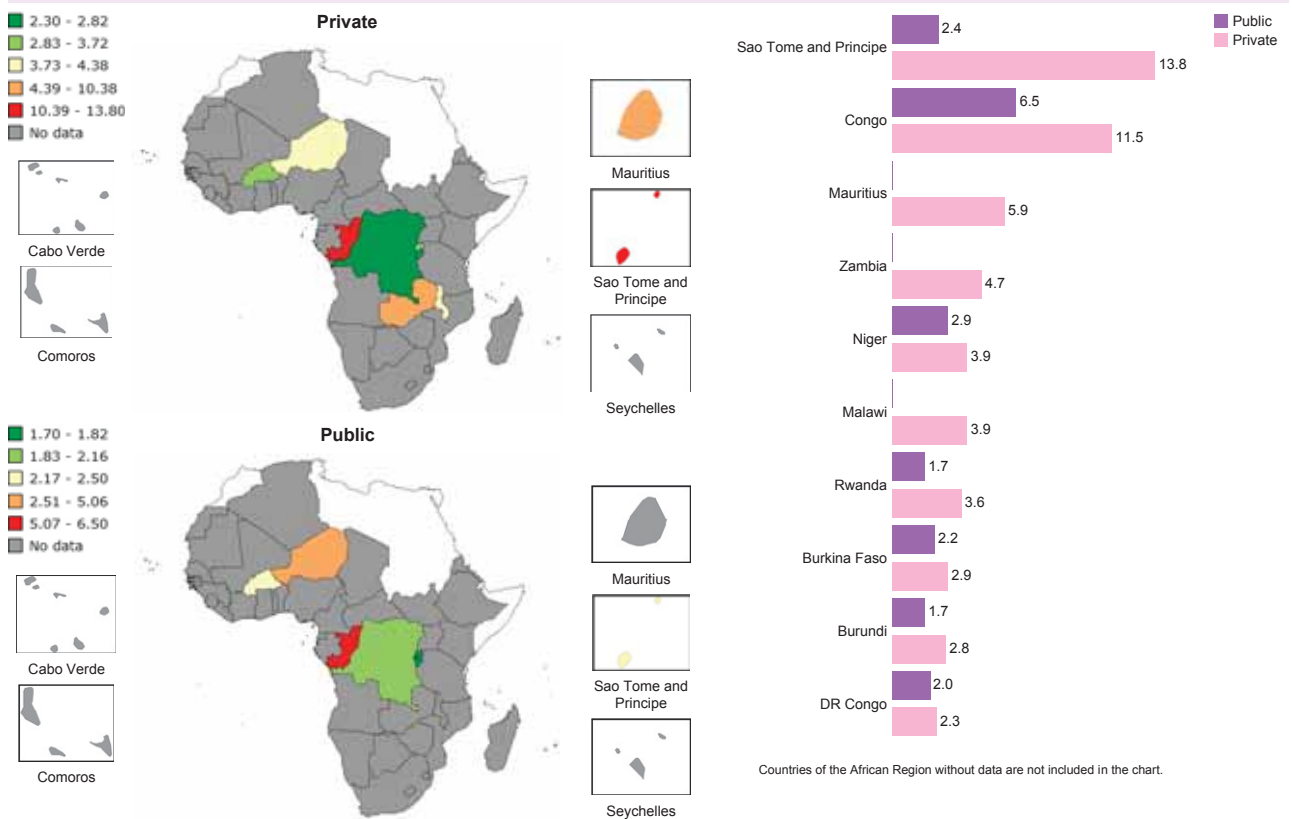 Private
2.30 - 2.82
2.83 - 3.72
3.73 - 4.38
4.39 - 10.38
10.39 - 13.80
No data
Cabo Verde
Comoros
Mauritius
Sao Tome and
Principe
Seychelles
Public
1.70 - 1.82
1.83 - 2.16
2.17 - 2.50
2.51 - 5.06
5.07 - 6.50
No data
Cabo Verde
Comoros
Mauritius
Sao Tome and
Principe
Seychelles
Public
Private
Sao Tome and Principe
2.4
13.8
Congo
6.5
11.5
Mauritius
5.9
Zambia
4.7
Niger
2.9
3.9
Malawi
3.9
Rwanda
1.7
3.6
Burkina Faso
2.2
2.9
Burundi
1.7
2.8
DR Congo
2.0
2.3
Countries of the African Region without data are not included in the chart.